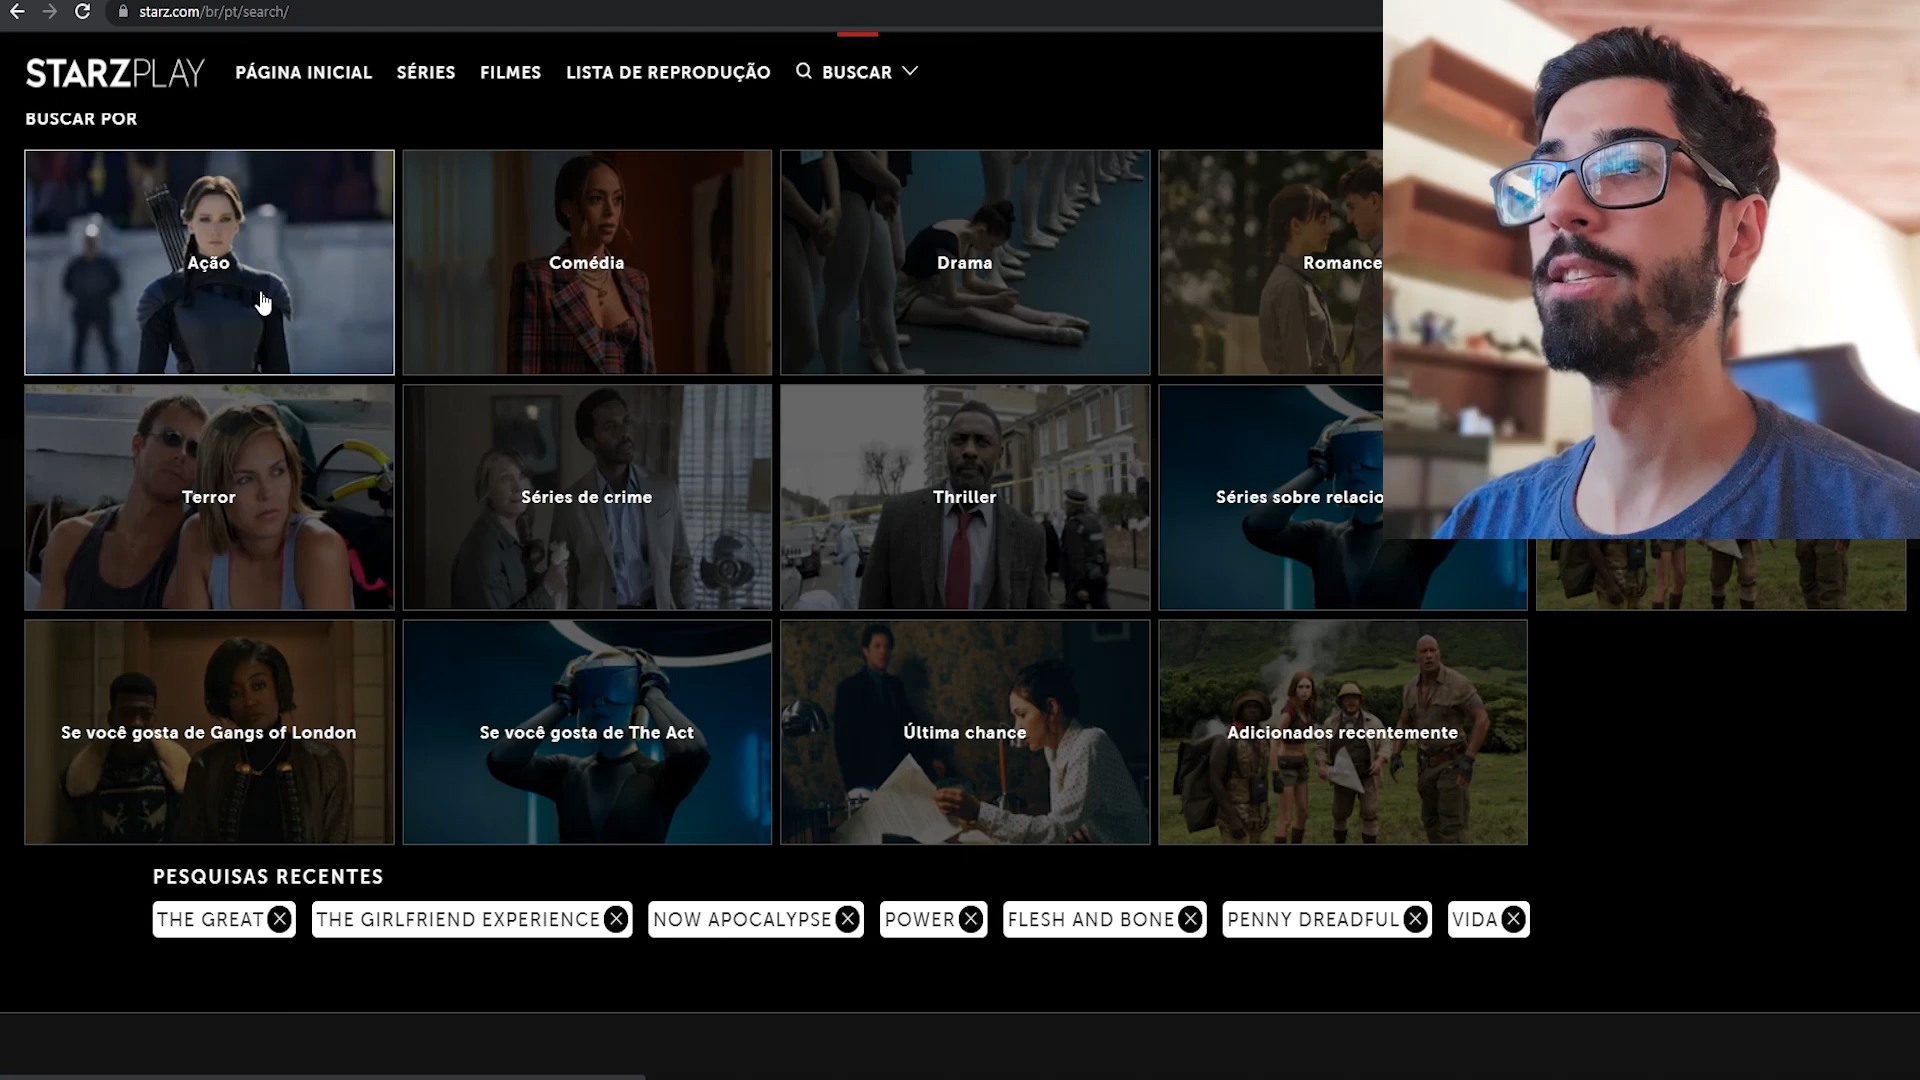 starz.com/br/pt/search/
STARZPLAY PÁGINA INICIAL SÉRIES FILMES LISTA DE REPRODUÇÃO BUSCAR
BUSCAR POR
Ação Comédia Drama Romance
Terror Séries de crime Thriller Séries sobre relacio
Se você gosta de Gangs of London Se você gosta de The Act Última chance Adicionados recentemente
PESQUISAS RECENTES
THE GREAT THE GIRLFRIEND EXPERIENCE NOW APOCALYPSE POWER FLESH AND BONE PENNY DREADFUL VIDA